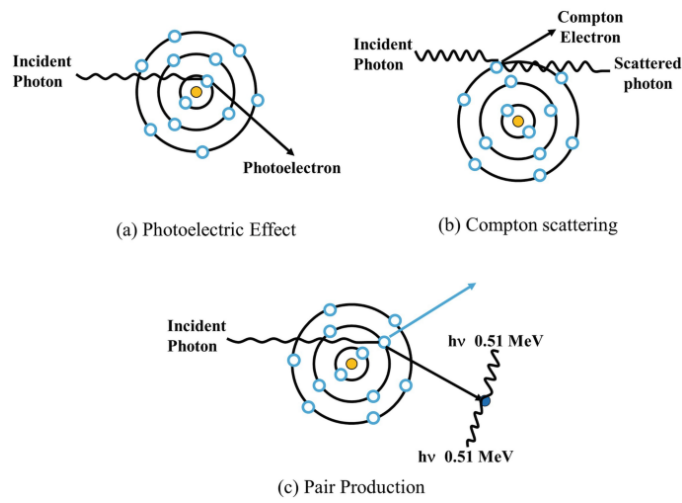 Incident
Photon
Photoelectron
(a) Photoelectric Effect
Compton
Electron
Incident
Photon
Scattered
photon
(b) Compton scattering
Incident
Photon
hν 0.51 MeV
hν 0.51 MeV
(c) Pair Production